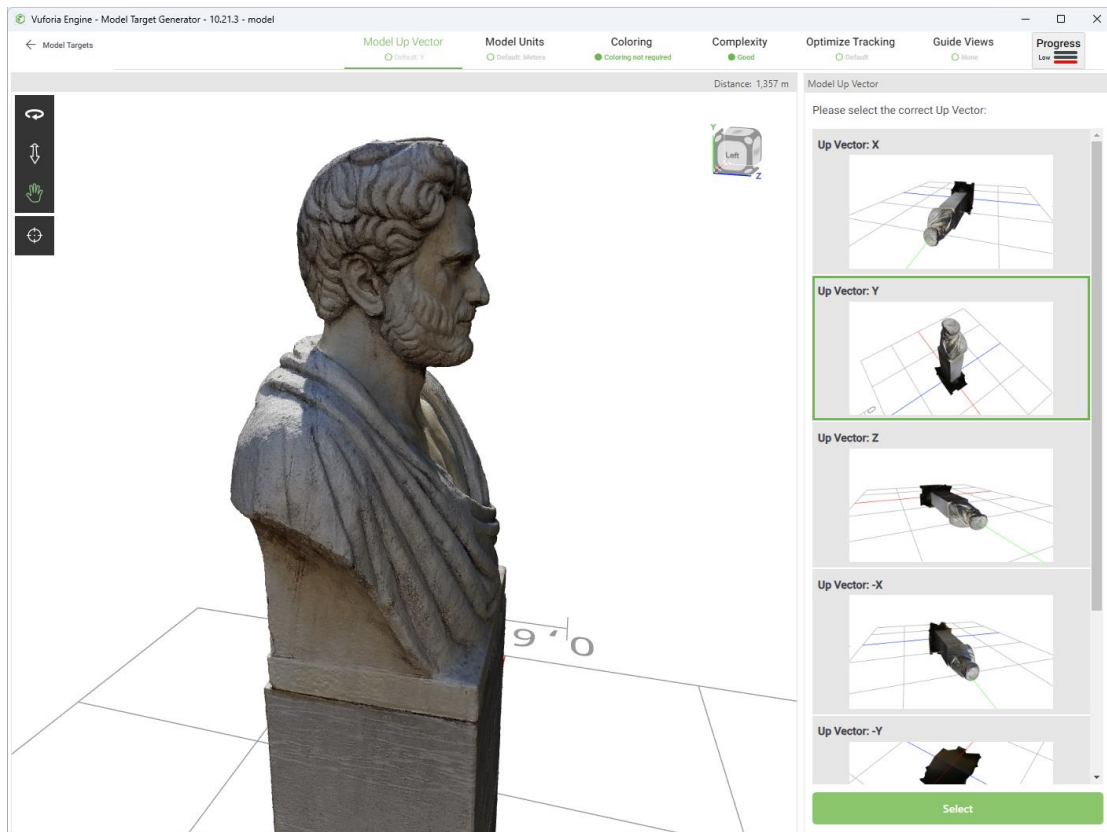 Vuforia Engine - Model Target Generator - 10.21.3 - model
Model Targets
Model Up Vector
Default: Y
Model Units
Default: Meters
Coloring
Coloring not required
Complexity
Good
Optimize Tracking
Default
Guide Views
None
Progress
Low
Distance: 1,357 m
Model Up Vector
Please select the correct Up Vector:
Y
Left
Z
Up Vector: X
Up Vector: Y
Up Vector: Z
Up Vector: -X
Up Vector: -Y
Select